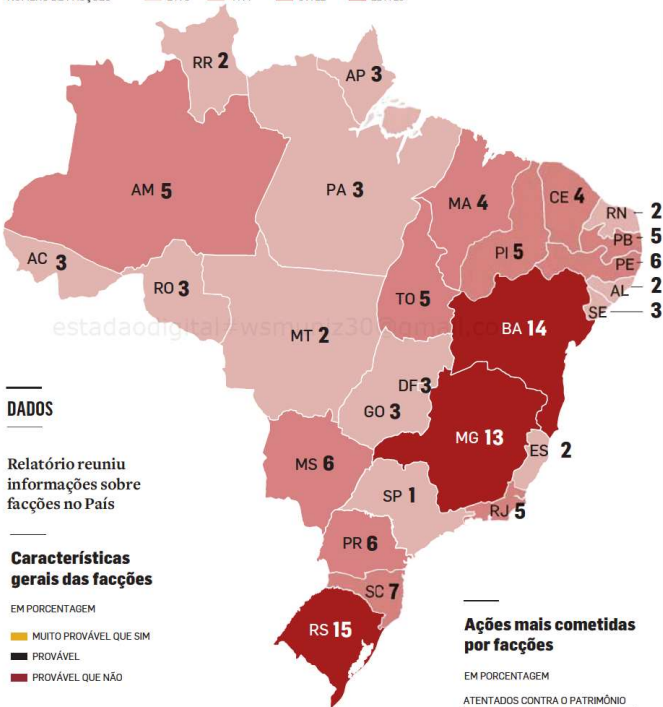 RR 2
AP 3
AM 5
PA 3
MA 4
CE 4
RN 2
PB 5
PI 5
PE 6
AC 3
RO 3
TO 5
AL 2
SE 3
MT 2
BA 14
DF 3
GO 3
MG 13
ES 2
MS 6
SP 1
RJ 5
PR 6
SC 7
RS 15
DADOS
Relatório reuniu
informações sobre
facções no País
Características
gerais das facções
EM PORCENTAGEM
MUITO PROVÁVEL QUE SIM
PROVÁVEL
PROVÁVEL QUE NÃO
Ações mais cometidas
por facções
EM PORCENTAGEM
ATENTADOS CONTRA O PATRIMÔNIO